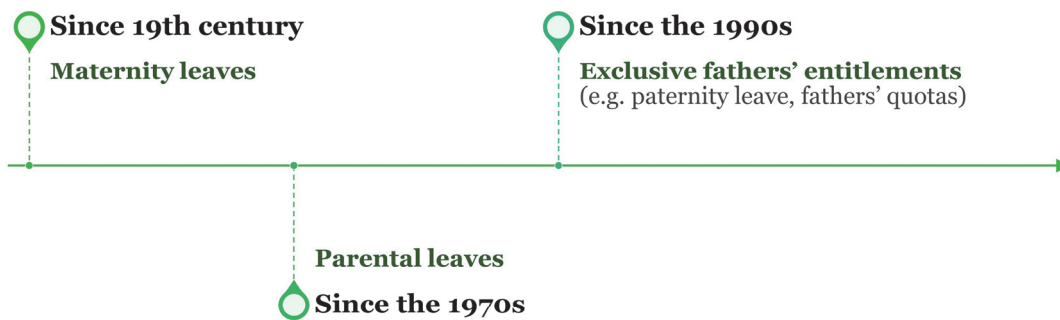 Since 19th century
Maternity leaves
Since the 1990s
Exclusive fathers’ entitlements
(e.g. paternity leave, fathers’ quotas)
Parental leaves
Since the 1970s